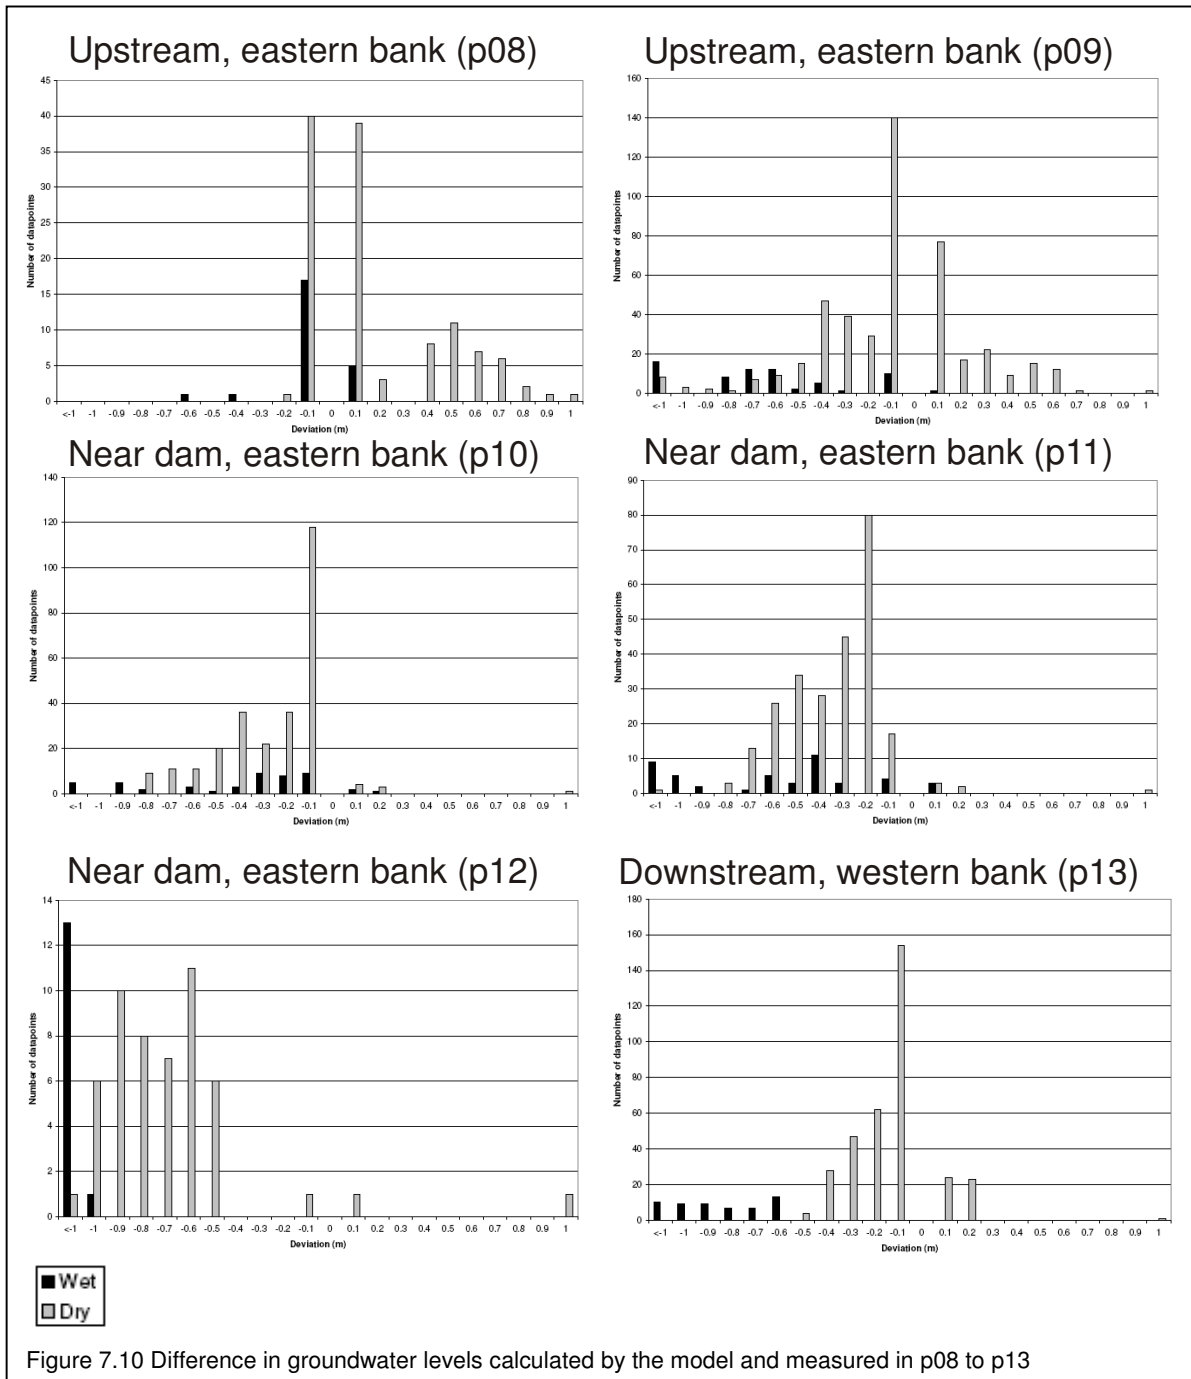 Upstream, eastern bank (p08)
45
40
35
30
25
20
15
10
5
0
Number of datapoints
<-1 -1 -0.9 -0.8 -0.7 -0.6 -0.5 -0.4 -0.3 -0.2 -0.1 0 0.1 0.2 0.3 0.4 0.5 0.6 0.7 0.8 0.9 1
Deviation (m)
Upstream, eastern bank (p09)
160
140
120
100
80
60
40
20
0
Number of datapoints
<-1 -1 -0.9 -0.8 -0.7 -0.6 -0.5 -0.4 -0.3 -0.2 -0.1 0 0.1 0.2 0.3 0.4 0.5 0.6 0.7 0.8 0.9 1
Deviation (m)
Near dam, eastern bank (p10)
140
120
100
80
60
40
20
0
Number of datapoints
<-1 -1 -0.9 -0.8 -0.7 -0.6 -0.5 -0.4 -0.3 -0.2 -0.1 0 0.1 0.2 0.3 0.4 0.5 0.6 0.7 0.8 0.9 1
Deviation (m)
Near dam, eastern bank (p11)
90
80
70
60
50
40
30
20
10
0
Number of datapoints
<-1 -1 -0.9 -0.8 -0.7 -0.6 -0.5 -0.4 -0.3 -0.2 -0.1 0 0.1 0.2 0.3 0.4 0.5 0.6 0.7 0.8 0.9 1
Deviation (m)
Near dam, eastern bank (p12)
14
12
10
8
6
4
2
0
Number of datapoints
<-1 -1 -0.9 -0.8 -0.7 -0.6 -0.5 -0.4 -0.3 -0.2 -0.1 0 0.1 0.2 0.3 0.4 0.5 0.6 0.7 0.8 0.9 1
Deviation (m)
Downstream, western bank (p13)
180
160
140
120
100
80
60
40
20
0
Number of datapoints
<-1 -1 -0.9 -0.8 -0.7 -0.6 -0.5 -0.4 -0.3 -0.2 -0.1 0 0.1 0.2 0.3 0.4 0.5 0.6 0.7 0.8 0.9 1
Deviation (m)
Wet
Dry
Figure 7.10 Difference in groundwater levels calculated by the model and measured in p08 to p13